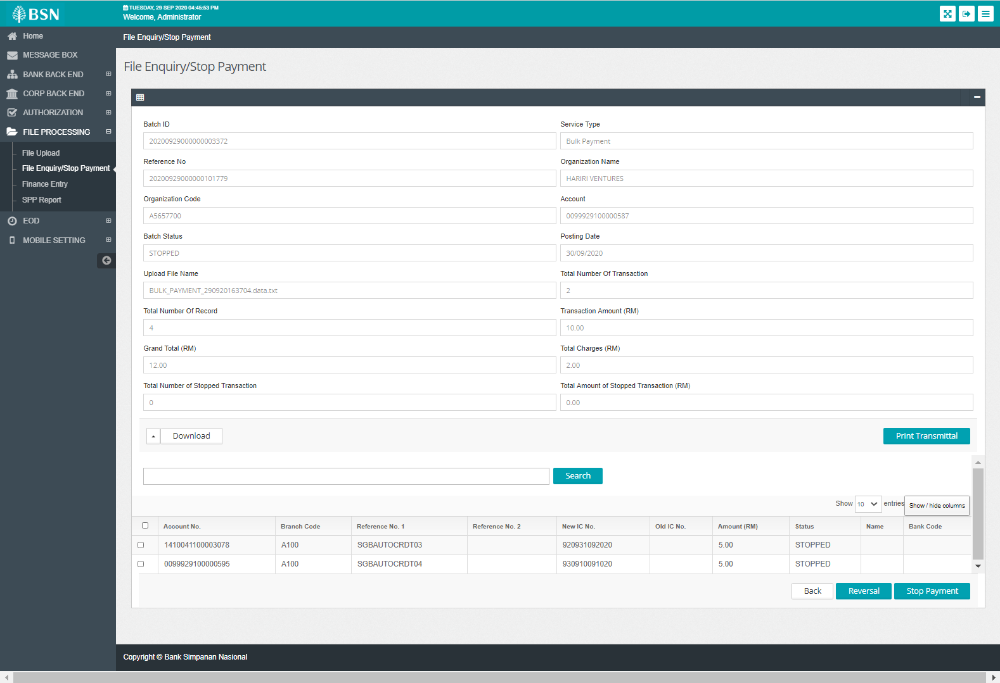 BSN
TUESDAY, 29 SEP 2020 04:45:53 PM
Welcome, Administrator
Home
File Enquiry/Stop Payment
MESSAGE BOX
BANK BACK END
CORP BACK END
AUTHORIZATION
FILE PROCESSING
File Upload
File Enquiry/Stop Payment
Finance Entry
SPP Report
EOD
MOBILE SETTING
File Enquiry/Stop Payment
Batch ID
Service Type
20200929000000003372
Bulk Payment
Reference No
Organization Name
20200929000000101779
HARIRI VENTURES
Organization Code
Account
A5657700
0099929100000587
Batch Status
Posting Date
STOPPED
30/09/2020
Upload File Name
Total Number Of Transaction
BULK_PAYMENT_290920163704.data.txt
2
Total Number Of Record
Transaction Amount (RM)
4
10.00
Grand Total (RM)
Total Charges (RM)
12.00
2.00
Total Number of Stopped Transaction
Total Amount of Stopped Transaction (RM)
0
0.00
Download
Print Transmittal
Search
Show 10 entries Show / hide columns
Account No. Branch Code Reference No. 1 Reference No. 2 New IC No. Old IC No. Amount (RM) Status Name Bank Code
1410041100003078 A100 SGBAUTOCRDT03 920931092020 5.00 STOPPED
0099929100000595 A100 SGBAUTOCRDT04 930910091020 5.00 STOPPED
Back Reversal Stop Payment
Copyright © Bank Simpanan Nasional